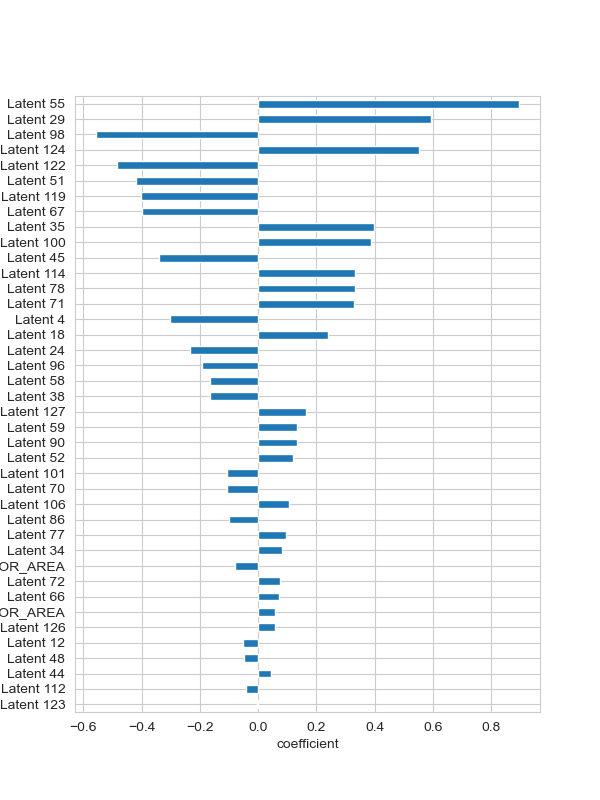 Latent 55
Latent 29
Latent 98
Latent 124
Latent 122
Latent 51
Latent 119
Latent 67
Latent 35
Latent 100
Latent 45
Latent 114
Latent 78
Latent 71
Latent 4
Latent 18
Latent 24
Latent 96
Latent 58
Latent 38
Latent 127
Latent 59
Latent 90
Latent 52
Latent 101
Latent 70
Latent 106
Latent 86
Latent 77
Latent 34
OR_AREA
Latent 72
Latent 66
OR_AREA
Latent 126
Latent 12
Latent 48
Latent 44
Latent 112
Latent 123
−0.6 −0.4 −0.2 0.0 0.2 0.4 0.6 0.8
coefficient